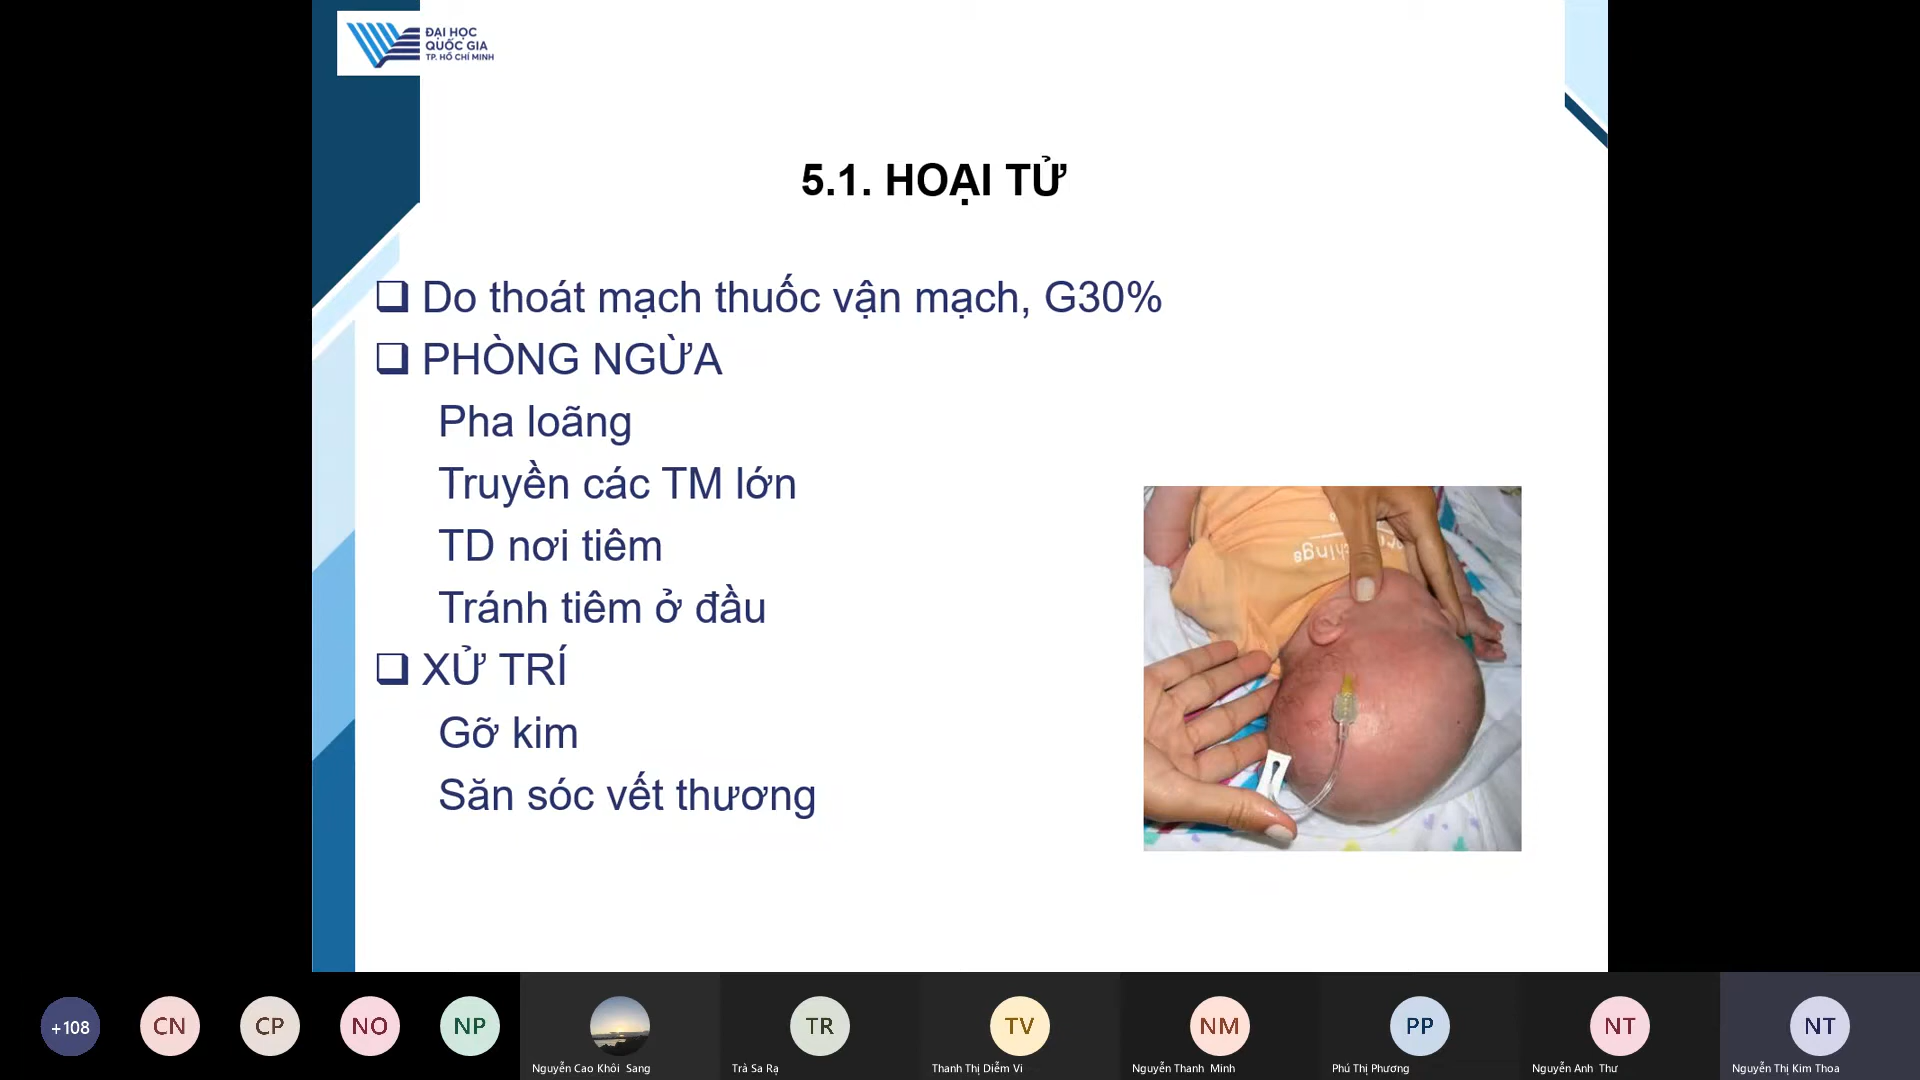 ĐẠI HỌC
QUỐC GIA
TP. HỒ CHÍ MINH
5.1. HOẠI TỬ
Do thoát mạch thuốc vận mạch, G30%
PHÒNG NGỪA
Pha loãng
Truyền các TM lớn
TD nơi tiêm
Tránh tiêm ở đầu
XỬ TRÍ
Gỡ kim
Săn sóc vết thương
+108
CN
CP
NO
NP
TR
TV
NM
PP
NT
NT
Nguyễn Cao Khôi Sang
Trà Sa Rạ
Thanh Thị Diễm Vi
Nguyễn Thanh Minh
Phú Thị Phương
Nguyễn Anh Thư
Nguyễn Thị Kim Thoa